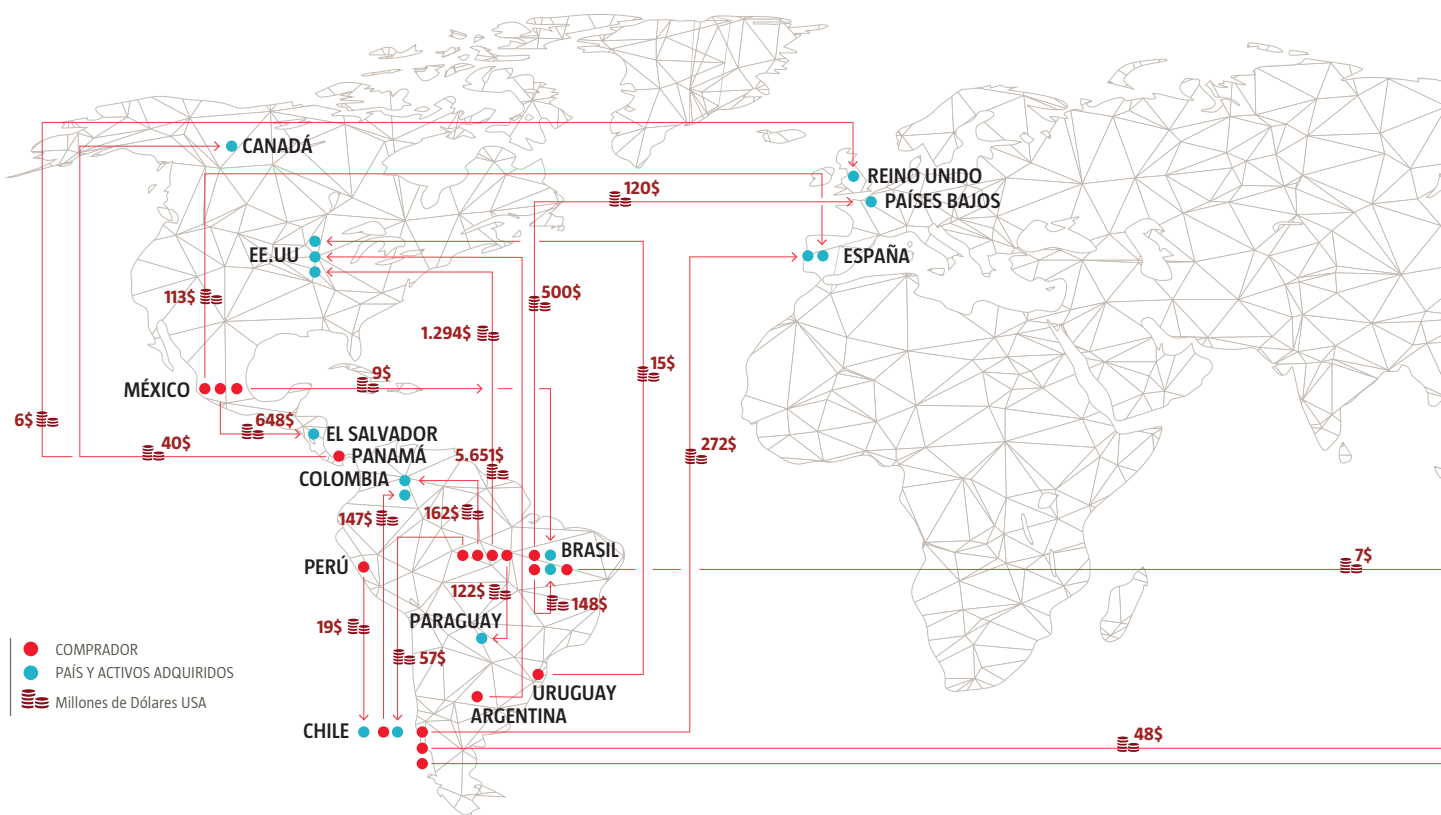 CANADÁ
REINO UNIDO
120$
PAÍSES BAJOS
EE.UU
ESPAÑA
113$
500$
1.294$
15$
9$
MÉXICO
6$
648$
EL SALVADOR
40$
272$
PANAMÁ
5.651$
COLOMBIA
147$
162$
BRASIL
7$
PERÚ
122$
148$
PARAGUAY
19$
COMPRADOR
57$
PAÍS Y ACTIVOS ADQUIRIDOS
URUGUAY
Millones de Dólares USA
ARGENTINA
CHILE
48$